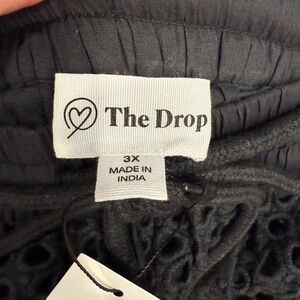 The Drop
3X
MADE IN
INDIA